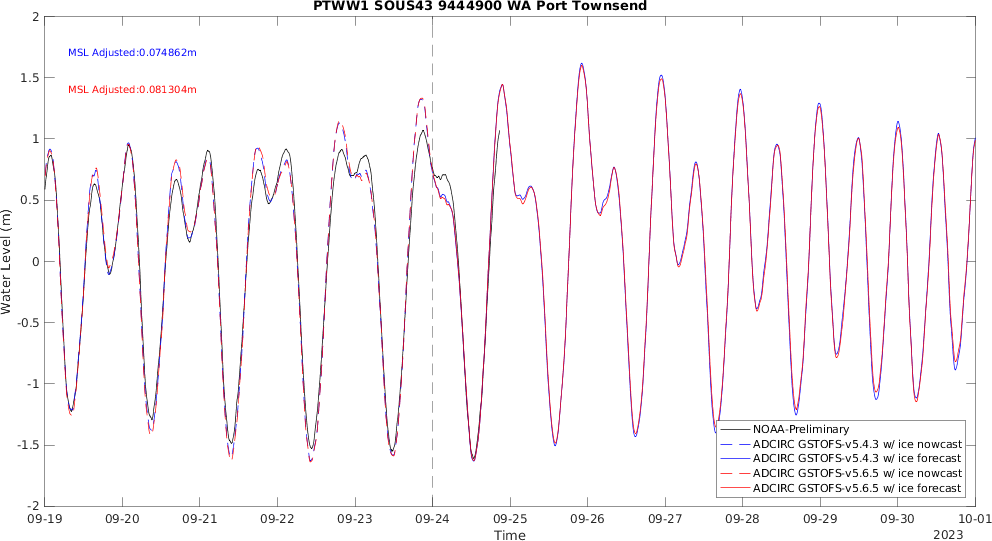 PTWW1 SOUS43 9444900 WA Port Townsend
MSL Adjusted:0.074862m
MSL Adjusted:0.081304m
Water Level (m)
2
1.5
1
0.5
0
-0.5
-1
-1.5
-2
NOAA-Preliminary
ADCIRC GSTOFS-v5.4.3 w/ ice nowcast
ADCIRC GSTOFS-v5.4.3 w/ ice forecast
ADCIRC GSTOFS-v5.6.5 w/ ice nowcast
ADCIRC GSTOFS-v5.6.5 w/ ice forecast
09-19 09-20 09-21 09-22 09-23 09-24 09-25 09-26 09-27 09-28 09-29 09-30 10-01
Time
2023